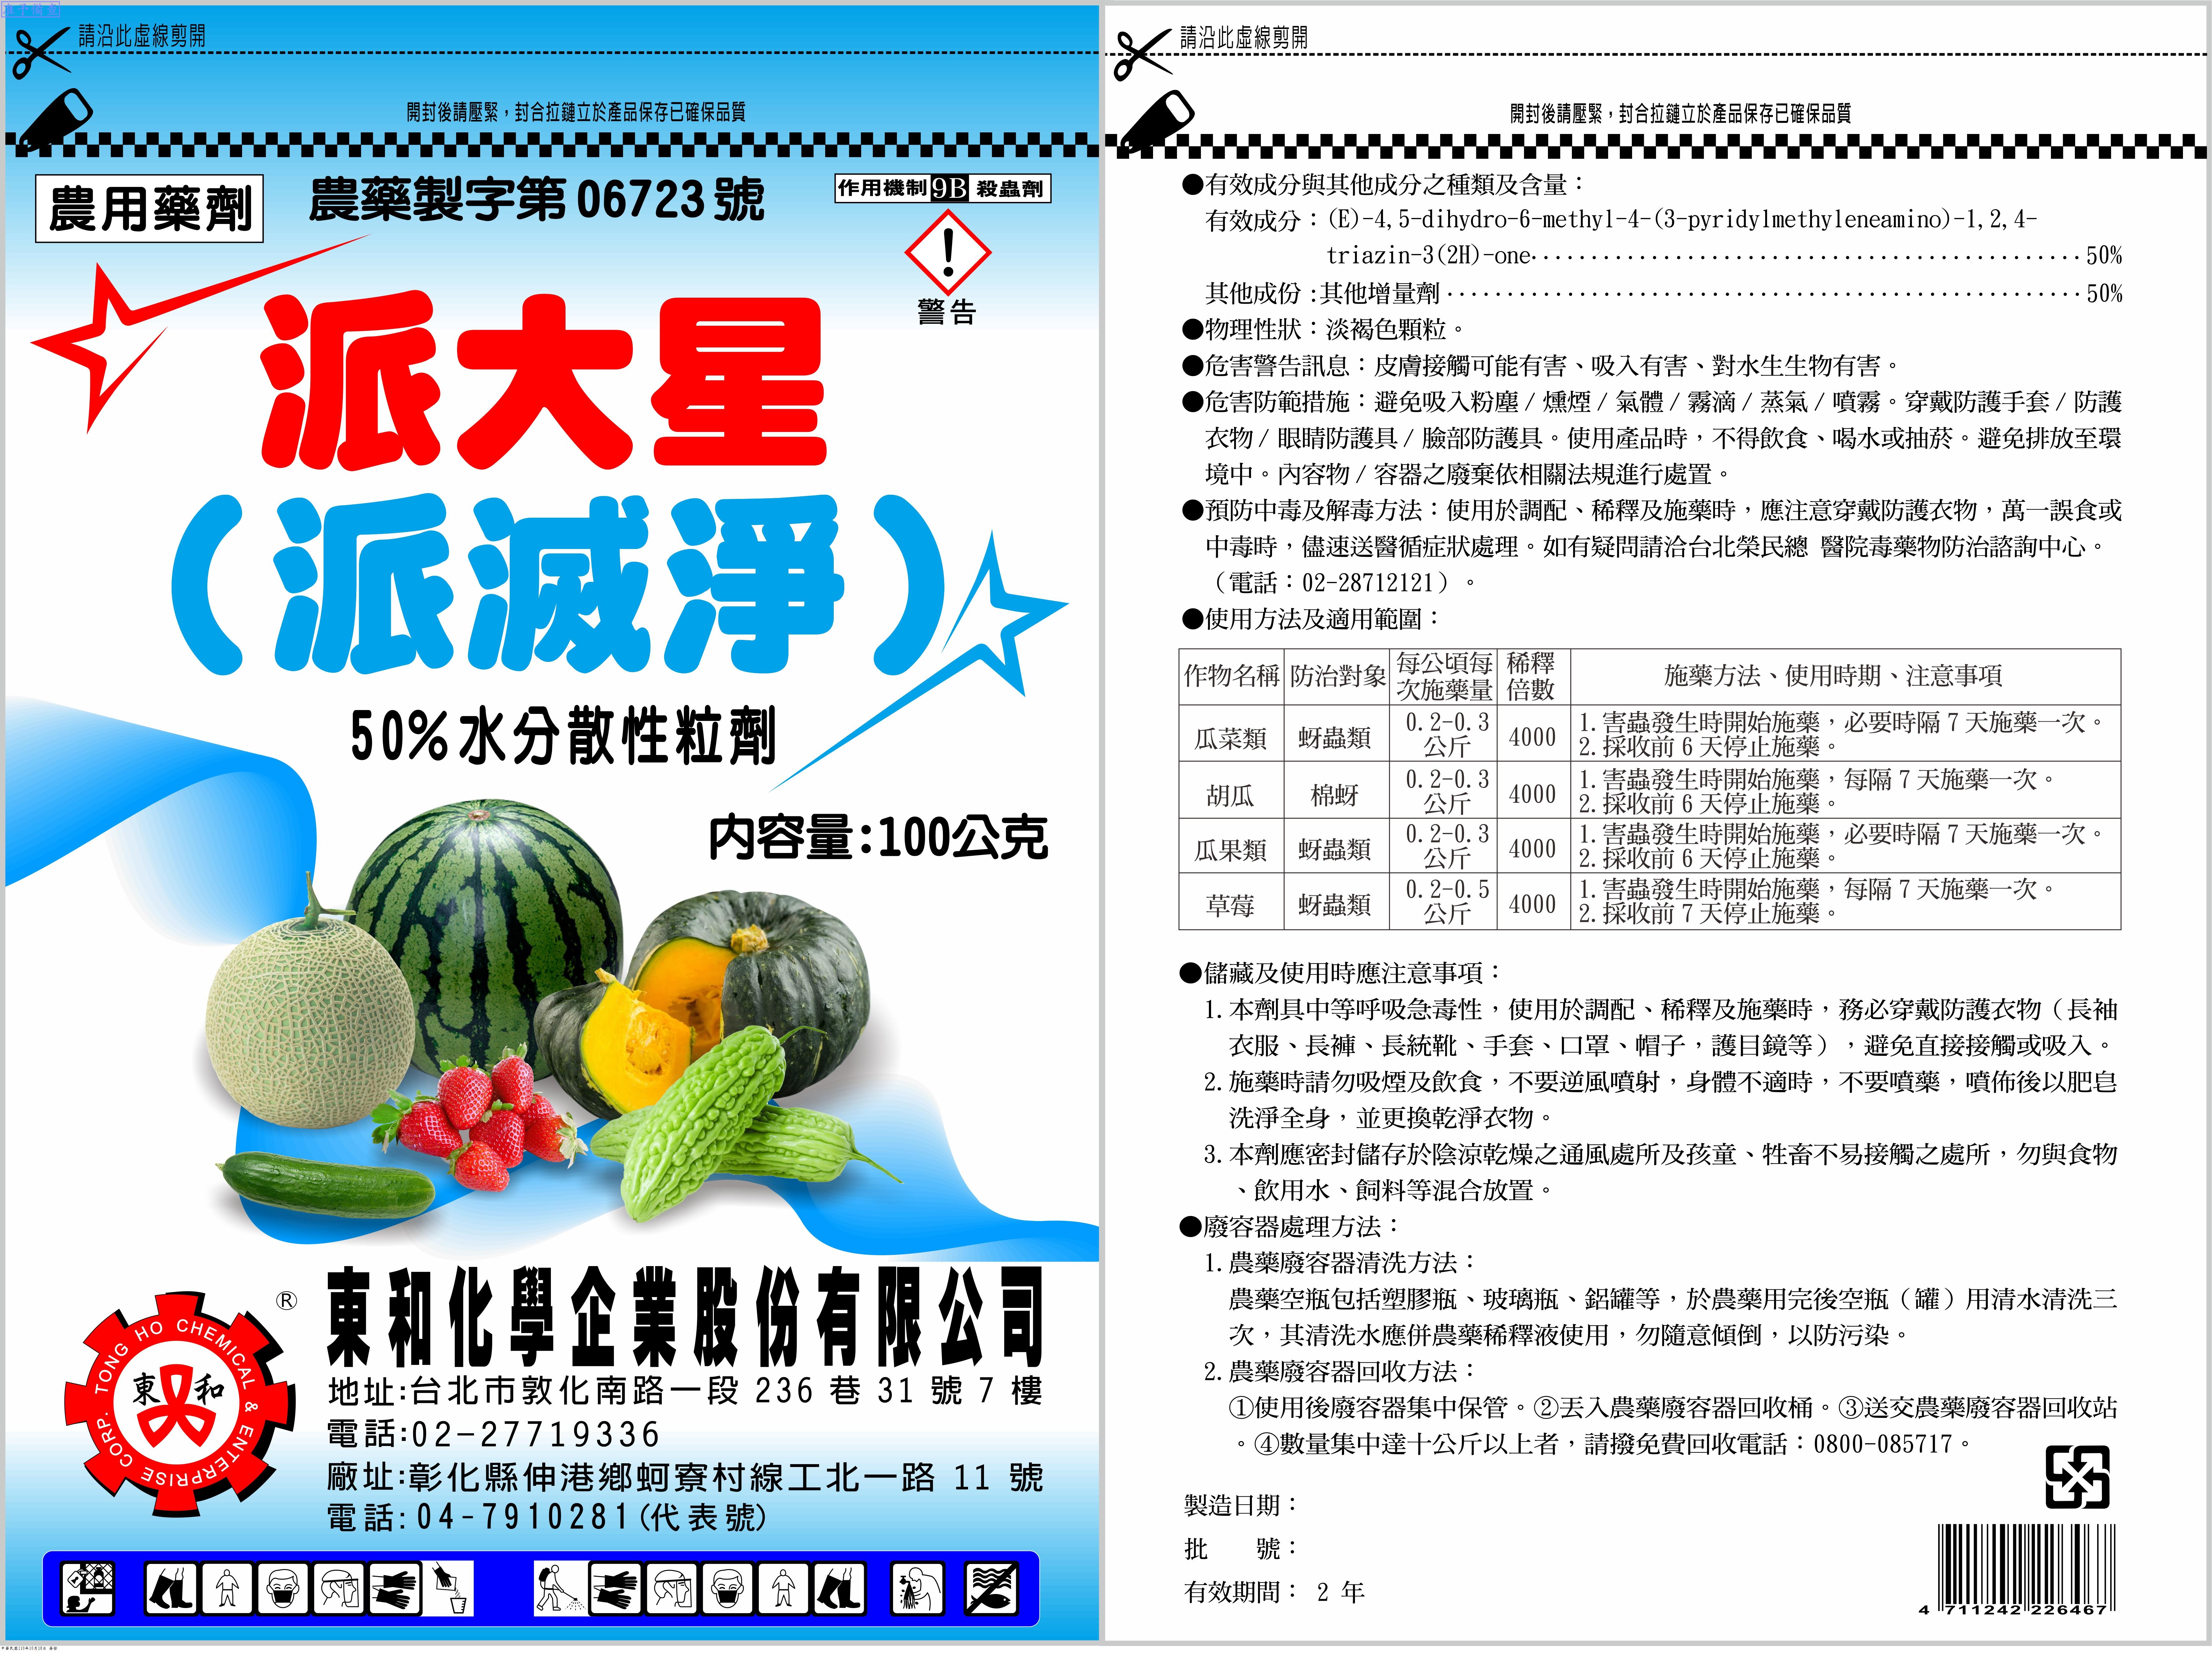 請沿此虛線剪開
開封後請壓緊，封合拉鏈立於產品保存已確保品質
農用藥劑
農藥製字第06723號
作用機制 9B 殺蟲劑
警告
派大星
（派滅淨）
50%水分散性粒劑
內容量:100公克
東和化學企業股份有限公司
®
TONG HO CHEMICAL & ENTERPRISE CORP.
東和
地址:台北市敦化南路一段 236 巷 31 號 7 樓
電話:02-27719336
廠址:彰化縣伸港鄉蚵寮村線工北一路 11 號
電話:04-7910281(代表號)
請沿此虛線剪開
開封後請壓緊，封合拉鏈立於產品保存已確保品質
●有效成分與其他成分之種類及含量：
有效成分：(E)-4,5-dihydro-6-methyl-4-(3-pyridylmethyleneamino)-1,2,4-
triazin-3(2H)-one··············································50%
其他成份:其他增量劑·····················································50%
●物理性狀：淡褐色顆粒。
●危害警告訊息：皮膚接觸可能有害、吸入有害、對水生生物有害。
●危害防範措施：避免吸入粉塵/燻煙/氣體/霧滴/蒸氣/噴霧。穿戴防護手套/防護
衣物/眼睛防護具/臉部防護具。使用產品時，不得飲食、喝水或抽菸。避免排放至環
境中。內容物/容器之廢棄依相關法規進行處置。
●預防中毒及解毒方法：使用於調配、稀釋及施藥時，應注意穿戴防護衣物，萬一誤食或
中毒時，儘速送醫循症狀處理。如有疑問請洽台北榮民總 醫院毒藥物防治諮詢中心。
（電話：02-28712121）。
●使用方法及適用範圍：
作物名稱 防治對象 每公頃每次施藥量 稀釋倍數 施藥方法、使用時期、注意事項
瓜菜類 蚜蟲類 0.2-0.3公斤 4000 1.害蟲發生時開始施藥，必要時隔7天施藥一次。
2.採收前6天停止施藥。
胡瓜 棉蚜 0.2-0.3公斤 4000 1.害蟲發生時開始施藥，每隔7天施藥一次。
2.採收前6天停止施藥。
瓜果類 蚜蟲類 0.2-0.3公斤 4000 1.害蟲發生時開始施藥，必要時隔7天施藥一次。
2.採收前6天停止施藥。
草莓 蚜蟲類 0.2-0.5公斤 4000 1.害蟲發生時開始施藥，每隔7天施藥一次。
2.採收前7天停止施藥。
●儲藏及使用時應注意事項：
1.本劑具中等呼吸急毒性，使用於調配、稀釋及施藥時，務必穿戴防護衣物（長袖
衣服、長褲、長統靴、手套、口罩、帽子，護目鏡等），避免直接接觸或吸入。
2.施藥時請勿吸煙及飲食，不要逆風噴射，身體不適時，不要噴藥，噴佈後以肥皂
洗淨全身，並更換乾淨衣物。
3.本劑應密封儲存於陰涼乾燥之通風處所及孩童、牲畜不易接觸之處所，勿與食物
、飲用水、飼料等混合放置。
●廢容器處理方法：
1.農藥廢容器清洗方法：
農藥空瓶包括塑膠瓶、玻璃瓶、鋁罐等，於農藥用完後空瓶（罐）用清水清洗三
次，其清洗水應併農藥稀釋液使用，勿隨意傾倒，以防污染。
2.農藥廢容器回收方法：
①使用後廢容器集中保管。②丟入農藥廢容器回收桶。③送交農藥廢容器回收站
。④數量集中達十公斤以上者，請撥免費回收電話：0800-085717。
製造日期：
批　　號：
有效期間： 2 年
4 711242 226467